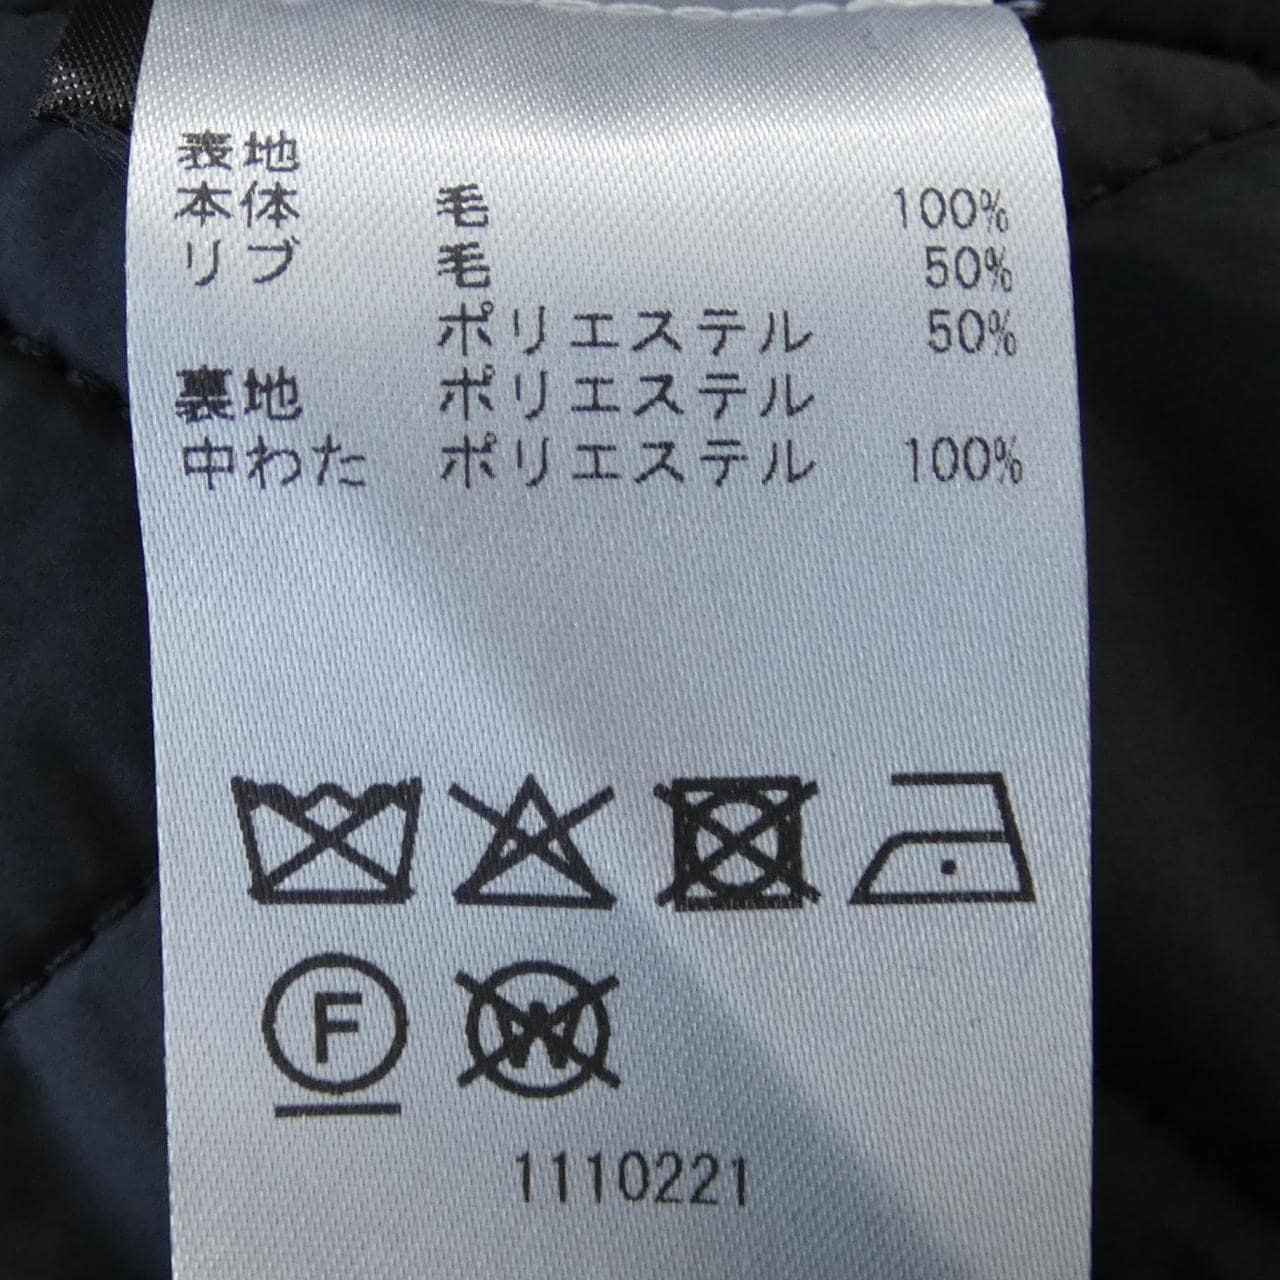 表地
本体 毛 100%
リブ 毛 50%
ポリエステル 50%
裏地 ポリエステル
中わた ポリエステル 100%
F
W
1110221